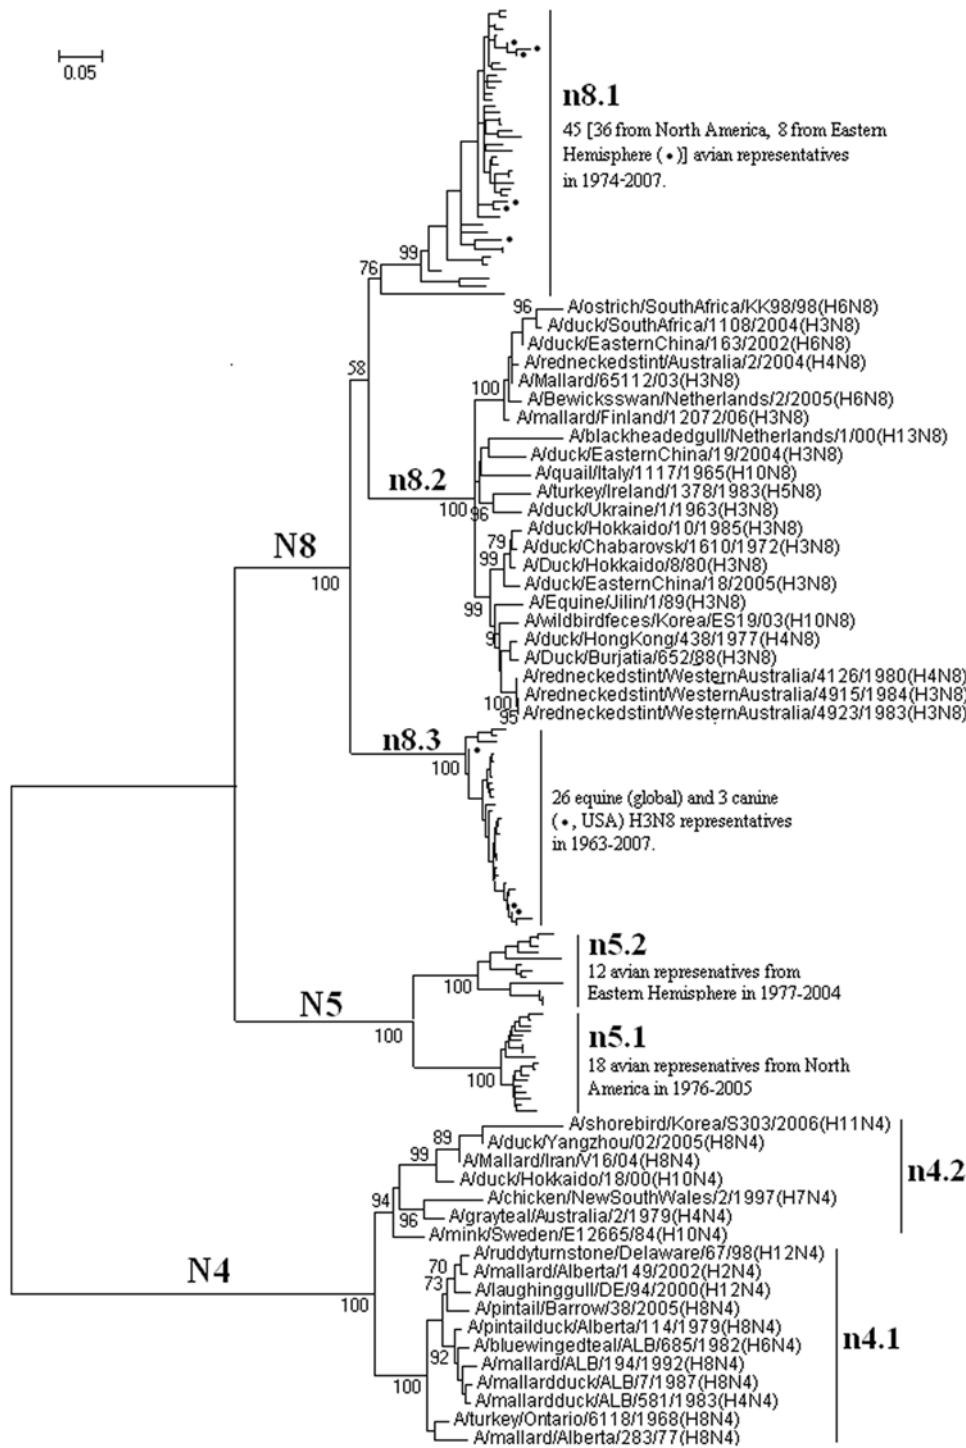 0.05
n8.1
45 [36 from North America, 8 from Eastern
Hemisphere (•)] avian representatives
in 1974-2007.
99
76
96
A/ostrich/SouthAfrica/KK98/98(H6N8)
A/duck/SouthAfrica/1108/2004(H3N8)
A/duck/EasternChina/163/2002(H6N8)
A/redneckedstint/Australia/2/2004(H4N8)
58
A/Mallard/65112/03(H3N8)
100
A/Bewicksswan/Netherlands/2/2005(H6N8)
A/mallard/Finland/12072/06(H3N8)
A/blackheadedgull/Netherlands/1/00(H13N8)
A/duck/EasternChina/19/2004(H3N8)
n8.2
A/quail/Italy/1117/1965(H10N8)
A/turkey/Ireland/1378/1983(H5N8)
100
96
A/duck/Ukraine/1/1963(H3N8)
A/duck/Hokkaido/10/1985(H3N8)
79
N8
A/duck/Chabarovsk/1610/1972(H3N8)
99
A/Duck/Hokkaido/8/80(H3N8)
100
A/duck/EasternChina/18/2005(H3N8)
99
A/Equine/Jilin/1/89(H3N8)
A/wildbirdfeces/Korea/ES19/03(H10N8)
9
A/duck/HongKong/438/1977(H4N8)
A/Duck/Burjatia/652/88(H3N8)
A/redneckedstint/WesternAustralia/4126/1980(H4N8)
A/redneckedstint/WesternAustralia/4915/1984(H3N8)
100
A/redneckedstint/WesternAustralia/4923/1983(H3N8)
95
n8.3
100
26 equine (global) and 3 canine
(•, USA) H3N8 representatives
in 1963-2007.
n5.2
12 avian represenatives from
Eastern Hemisphere in 1977-2004
100
N5
100
n5.1
18 avian represenatives from North
America in 1976-2005
100
A/shorebird/Korea/S303/2006(H11N4)
89
A/duck/Yangzhou/02/2005(H8N4)
99
A/Mallard/Iran/V16/04(H8N4)
n4.2
A/duck/Hokkaido/18/00(H10N4)
94
A/chicken/NewSouthWales/2/1997(H7N4)
96
A/grayteal/Australia/2/1979(H4N4)
A/mink/Sweden/E12665/84(H10N4)
A/ruddyturnstone/Delaware/67/98(H12N4)
N4
70
A/mallard/Alberta/149/2002(H2N4)
73
A/laughinggull/DE/94/2000(H12N4)
100
A/pintail/Barrow/38/2005(H8N4)
A/pintailduck/Alberta/114/1979(H8N4)
n4.1
A/bluewingedteal/ALB/685/1982(H6N4)
92
A/mallard/ALB/194/1992(H8N4)
100
A/mallardduck/ALB/7/1987(H8N4)
A/mallardduck/ALB/581/1983(H4N4)
A/turkey/Ontario/6118/1968(H8N4)
A/mallard/Alberta/283/77(H8N4)